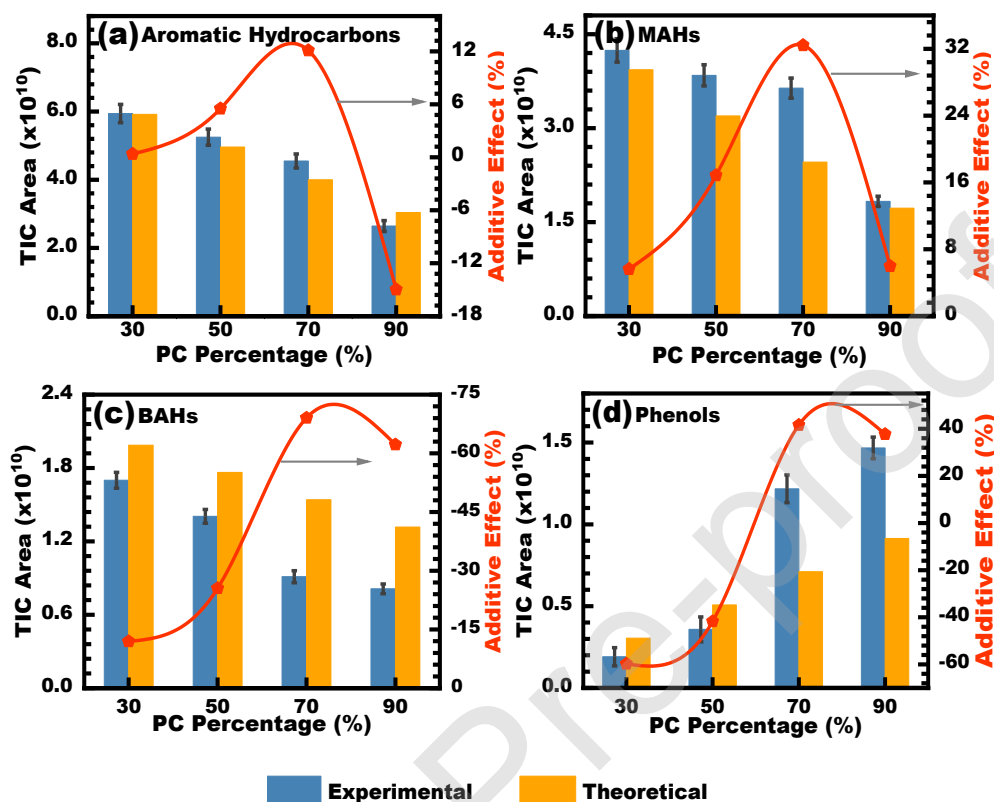 (a) Aromatic Hydrocarbons
TIC Area (x10¹⁰)
8.0
6.0
4.0
2.0
0.0
30 50 70 90
PC Percentage (%)
12
6
0
-6
-12
-18
Additive Effect (%)
(b) MAHs
TIC Area (x10¹⁰)
4.5
3.0
1.5
0.0
30 50 70 90
PC Percentage (%)
32
24
16
8
0
Additive Effect (%)
(c) BAHs
TIC Area (x10¹⁰)
2.4
1.8
1.2
0.6
0.0
30 50 70 90
PC Percentage (%)
-75
-60
-45
-30
-15
0
Additive Effect (%)
(d) Phenols
TIC Area (x10¹⁰)
1.5
1.0
0.5
0.0
30 50 70 90
PC Percentage (%)
40
20
0
-20
-40
-60
Additive Effect (%)
Experimental Theoretical
Pre-proof